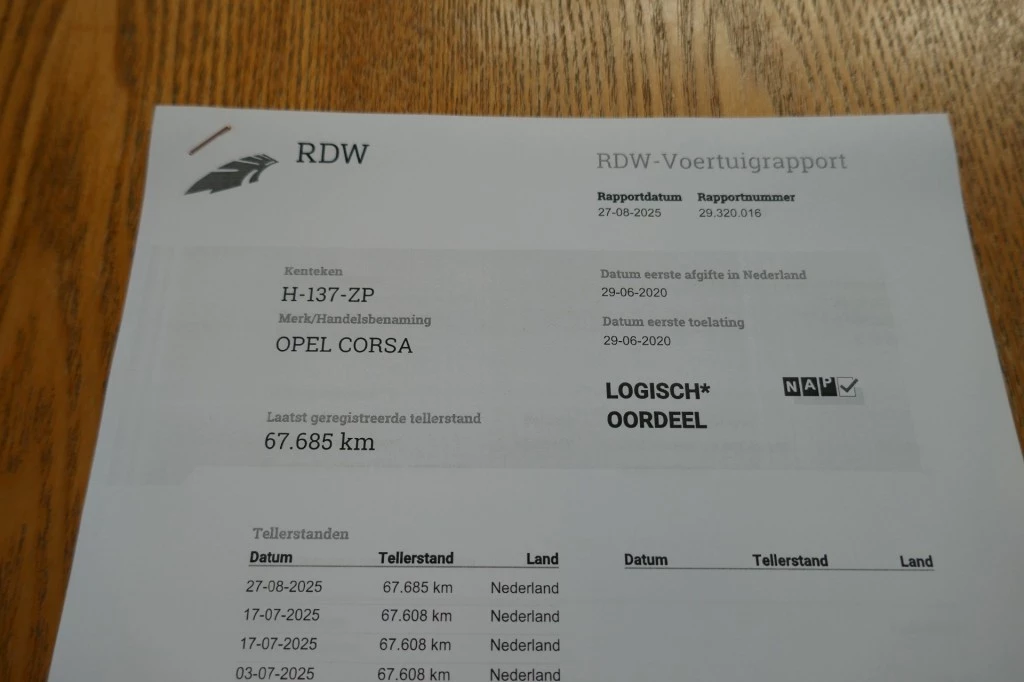 RDW
RDW-Voertuigrapport
Rapportdatum Rapportnummer
27-08-2025 29.320.016
Kenteken
H-137-ZP
Merk/Handelsbenaming
OPEL CORSA
Laatst geregistreerde tellerstand
67.685 km
Datum eerste afgifte in Nederland
29-06-2020
Datum eerste toelating
29-06-2020
LOGISCH*
OORDEEL
NAP
Tellerstanden
Datum Tellerstand Land
27-08-2025 67.685 km Nederland
17-07-2025 67.608 km Nederland
17-07-2025 67.608 km Nederland
03-07-2025 67.608 km Nederland
Datum Tellerstand Land